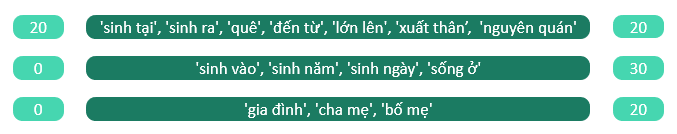 20 'sinh tại', 'sinh ra', 'quê', 'đến từ', 'lớn lên', 'xuất thân’, 'nguyên quán' 20
0 'sinh vào', 'sinh năm', 'sinh ngày', 'sống ở' 30
0 'gia đình', 'cha mẹ', 'bố mẹ' 20